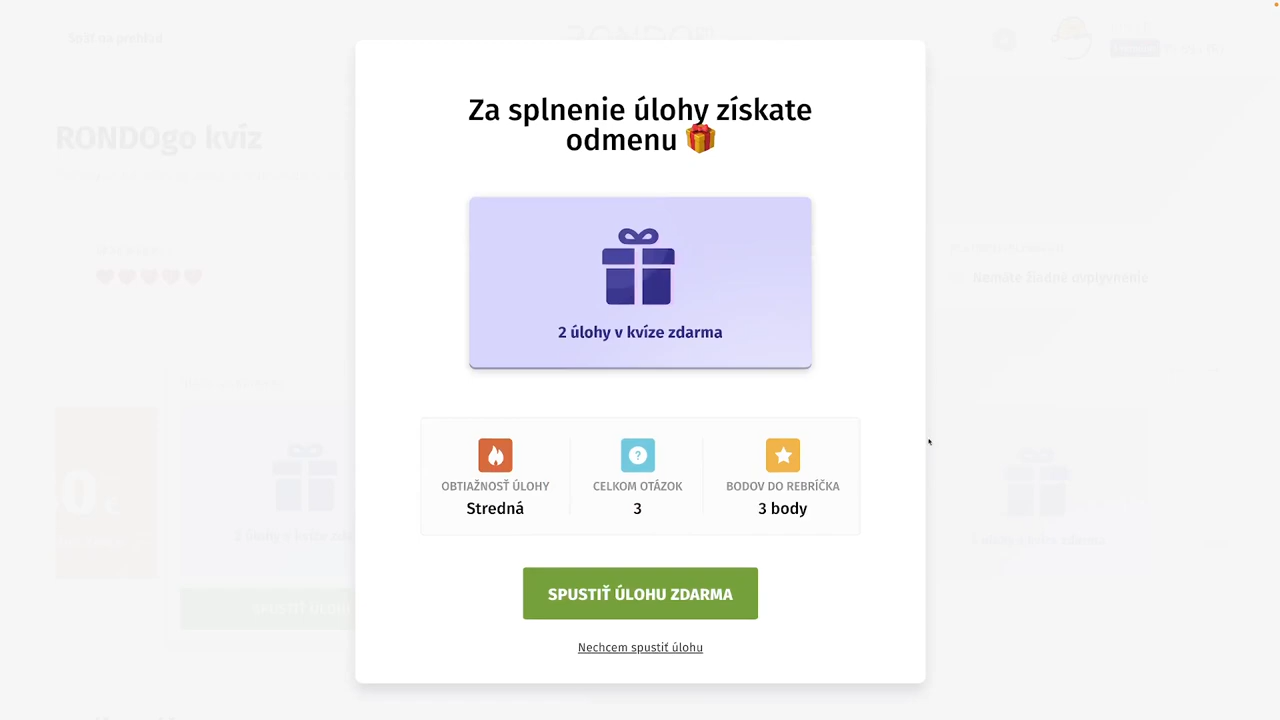 Späť na prehľad
RONDOgo kvíz
Nemáte žiadne ovplyvnenie
Za splnenie úlohy získate
odmenu
2 úlohy v kvíze zdarma
OBTIAŽNOSŤ ÚLOHY
Stredná
CELKOM OTÁZOK
3
BODOV DO REBRÍČKA
3 body
SPUSTIŤ ÚLOHU ZDARMA
Nechcem spustiť úlohu